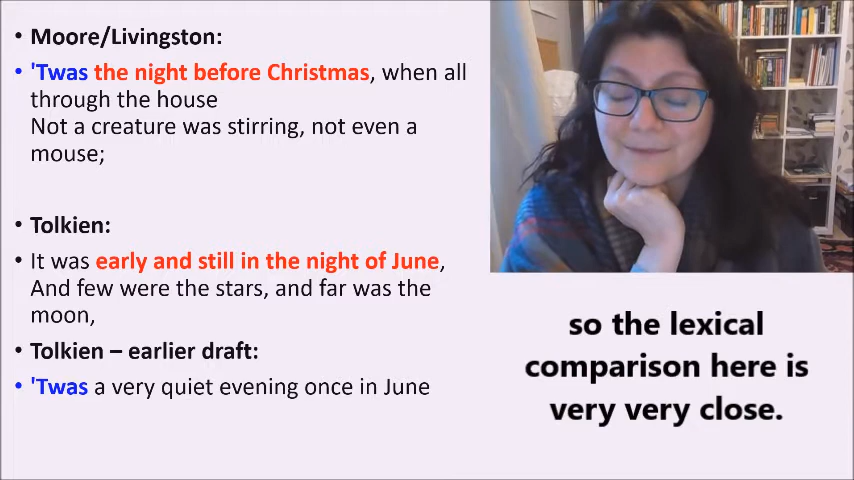 • Moore/Livingston:
• 'Twas the night before Christmas, when all
through the house
Not a creature was stirring, not even a
mouse;
• Tolkien:
• It was early and still in the night of June,
And few were the stars, and far was the
moon,
• Tolkien – earlier draft:
• 'Twas a very quiet evening once in June
so the lexical
comparison here is
very very close.